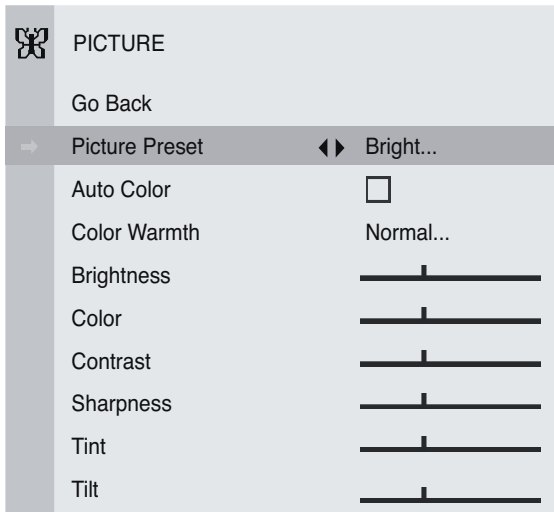 PICTURE
Go Back
Picture Preset Bright...
Auto Color
Color Warmth Normal...
Brightness
Color
Contrast
Sharpness
Tint
Tilt